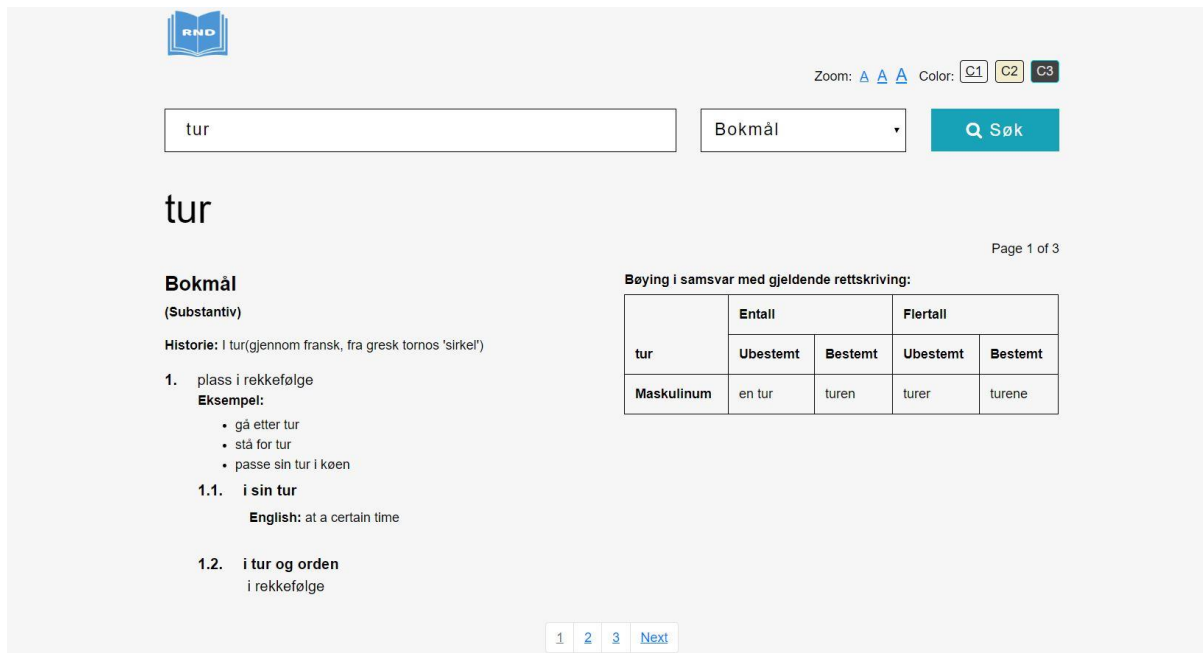 RND
Zoom: A A A Color: C1 C2 C3
tur Bokmål Søk
tur
Page 1 of 3
Bokmål
(Substantiv)
Historie: I tur(gjennom fransk, fra gresk tornos 'sirkel')
1. plass i rekkefølge
Eksempel:
• gå etter tur
• stå for tur
• passe sin tur i køen
1.1. i sin tur
English: at a certain time
1.2. i tur og orden
i rekkefølge
Bøying i samsvar med gjeldende rettskriving:
Entall Flertall
tur Ubestemt Bestemt Ubestemt Bestemt
Maskulinum en tur turen turer turene
1 2 3 Next